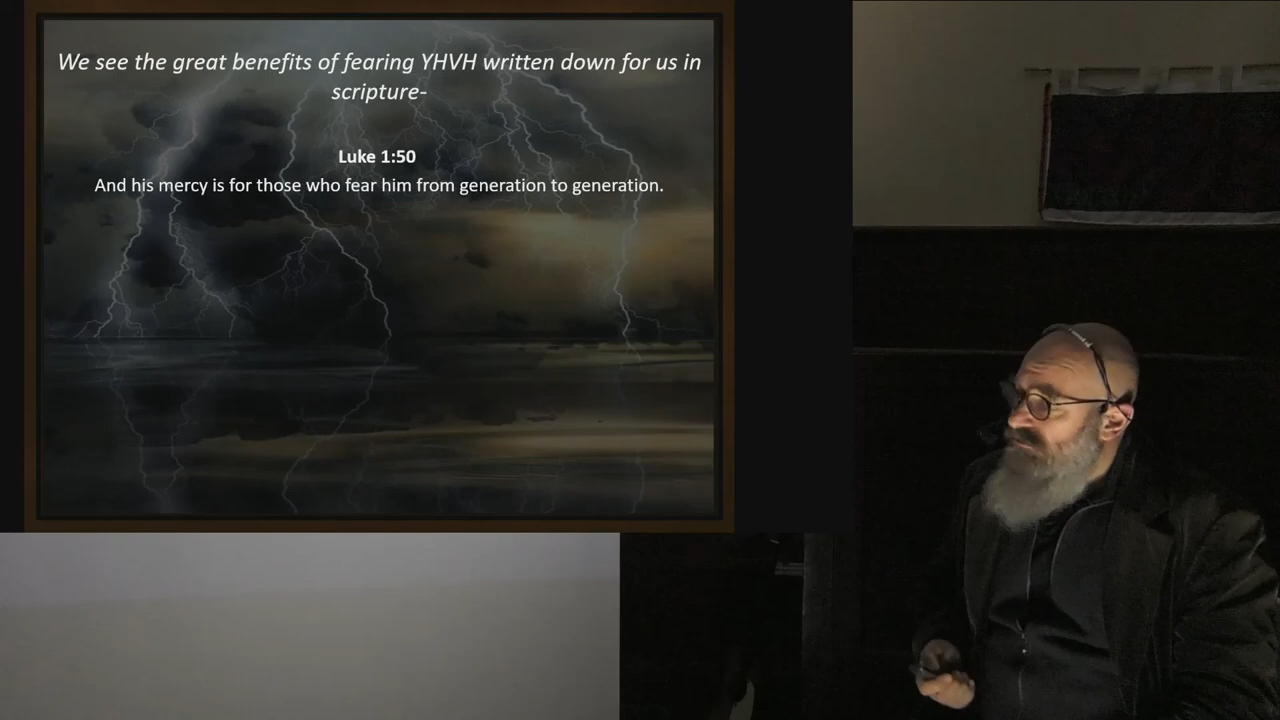 We see the great benefits of fearing YHVH written down for us in
scripture-
Luke 1:50
And his mercy is for those who fear him from generation to generation.